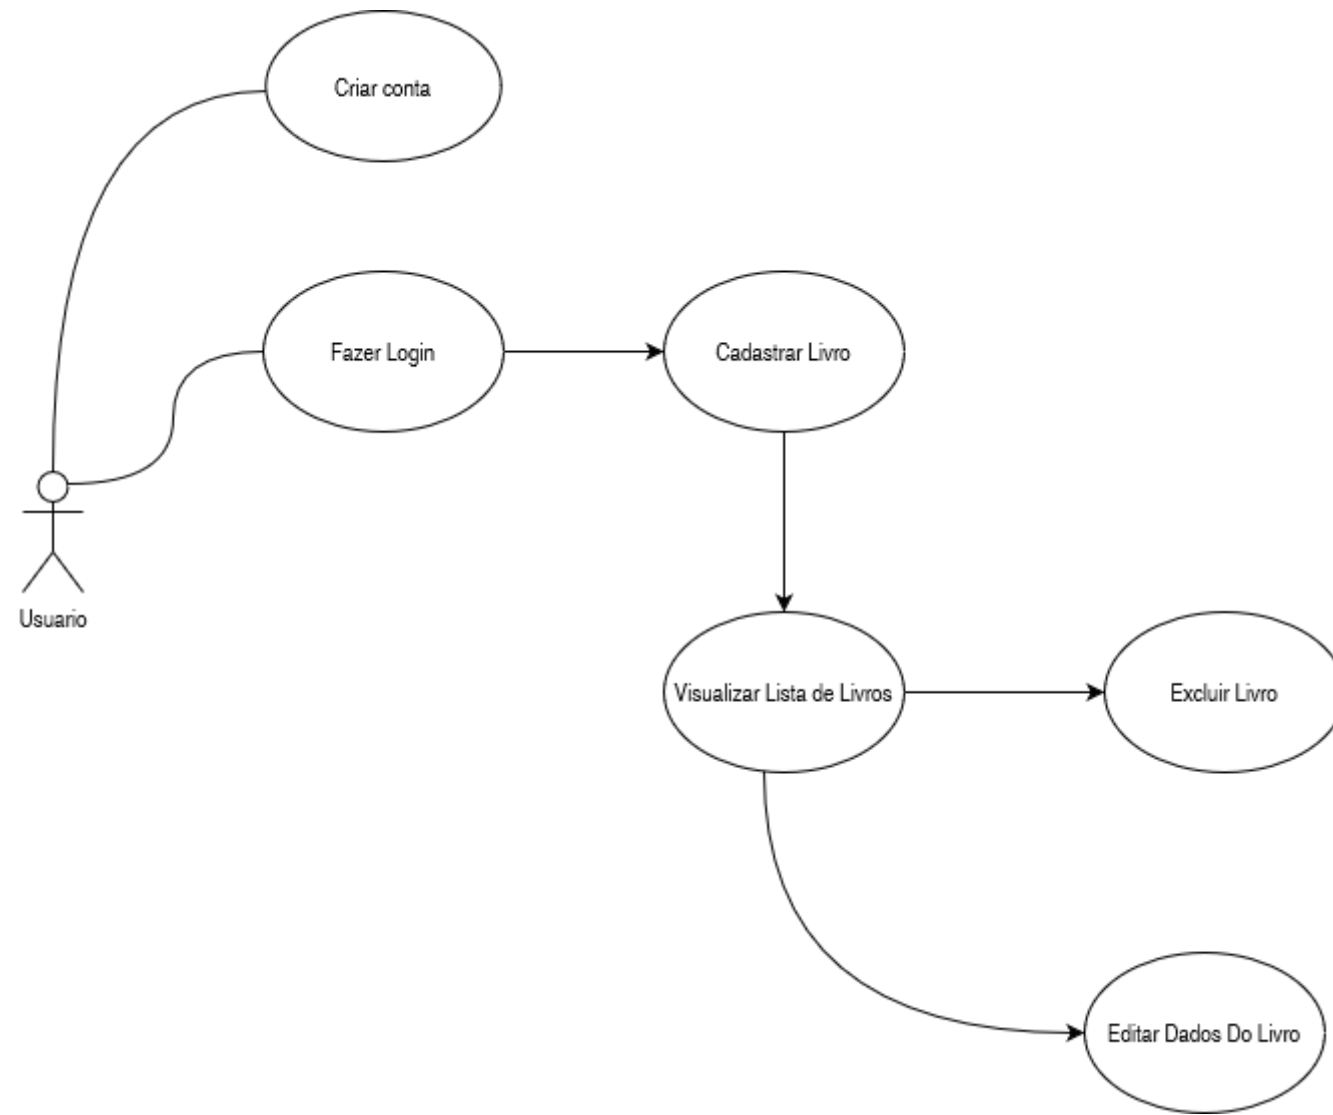 Criar conta
Fazer Login
Cadastrar Livro
Usuario
Visualizar Lista de Livros
Excluir Livro
Editar Dados Do Livro